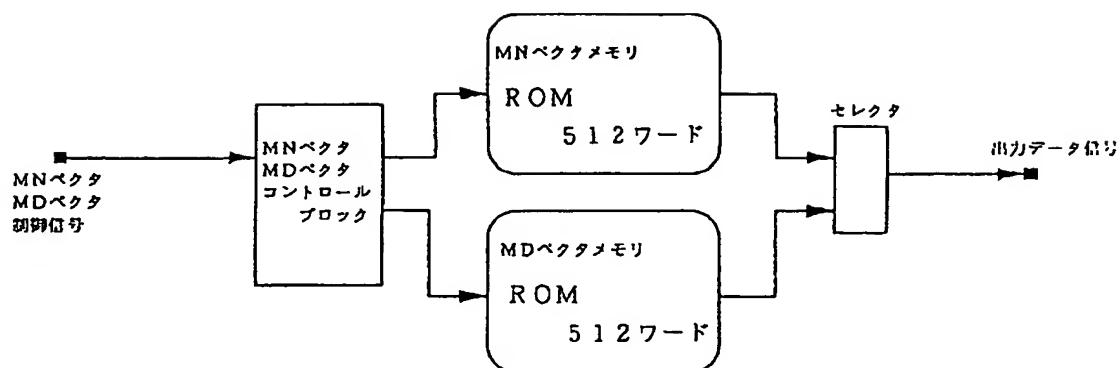 MNベクタ
MDベクタ
制御信号
MNベクタ
MDベクタ
コントロール
ブロック
MNベクタメモリ
ROM
512ワード
MDベクタメモリ
ROM
512ワード
セレクタ
出力データ信号